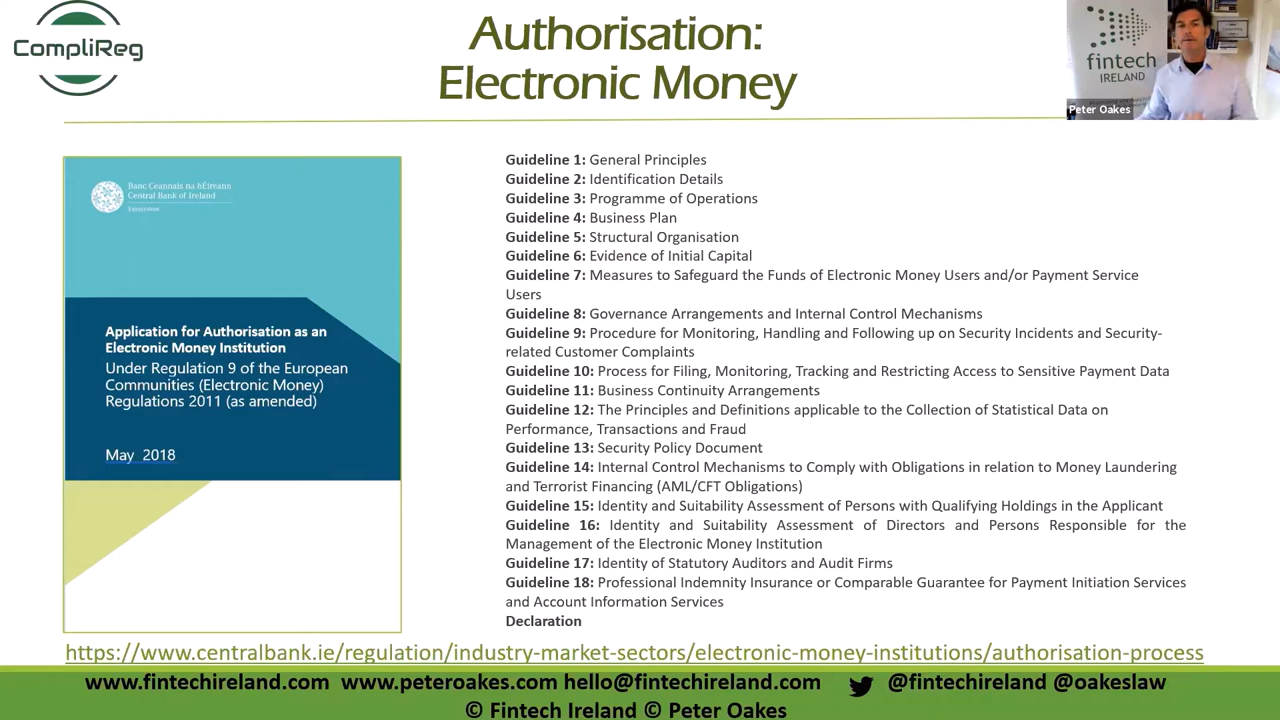 CompliReg
Authorisation:
Electronic Money
fintech
IRELAND
Peter Oakes
Banc Ceannais na hÉireann
Central Bank of Ireland
Eurosystem
Application for Authorisation as an
Electronic Money Institution
Under Regulation 9 of the European
Communities (Electronic Money)
Regulations 2011 (as amended)
May 2018
Guideline 1: General Principles
Guideline 2: Identification Details
Guideline 3: Programme of Operations
Guideline 4: Business Plan
Guideline 5: Structural Organisation
Guideline 6: Evidence of Initial Capital
Guideline 7: Measures to Safeguard the Funds of Electronic Money Users and/or Payment Service
Users
Guideline 8: Governance Arrangements and Internal Control Mechanisms
Guideline 9: Procedure for Monitoring, Handling and Following up on Security Incidents and Security-
related Customer Complaints
Guideline 10: Process for Filing, Monitoring, Tracking and Restricting Access to Sensitive Payment Data
Guideline 11: Business Continuity Arrangements
Guideline 12: The Principles and Definitions applicable to the Collection of Statistical Data on
Performance, Transactions and Fraud
Guideline 13: Security Policy Document
Guideline 14: Internal Control Mechanisms to Comply with Obligations in relation to Money Laundering
and Terrorist Financing (AML/CFT Obligations)
Guideline 15: Identity and Suitability Assessment of Persons with Qualifying Holdings in the Applicant
Guideline 16: Identity and Suitability Assessment of Directors and Persons Responsible for the
Management of the Electronic Money Institution
Guideline 17: Identity of Statutory Auditors and Audit Firms
Guideline 18: Professional Indemnity Insurance or Comparable Guarantee for Payment Initiation Services
and Account Information Services
Declaration
https://www.centralbank.ie/regulation/industry-market-sectors/electronic-money-institutions/authorisation-process
www.fintechireland.com www.peteroakes.com hello@fintechireland.com @fintechireland @oakeslaw
© Fintech Ireland © Peter Oakes